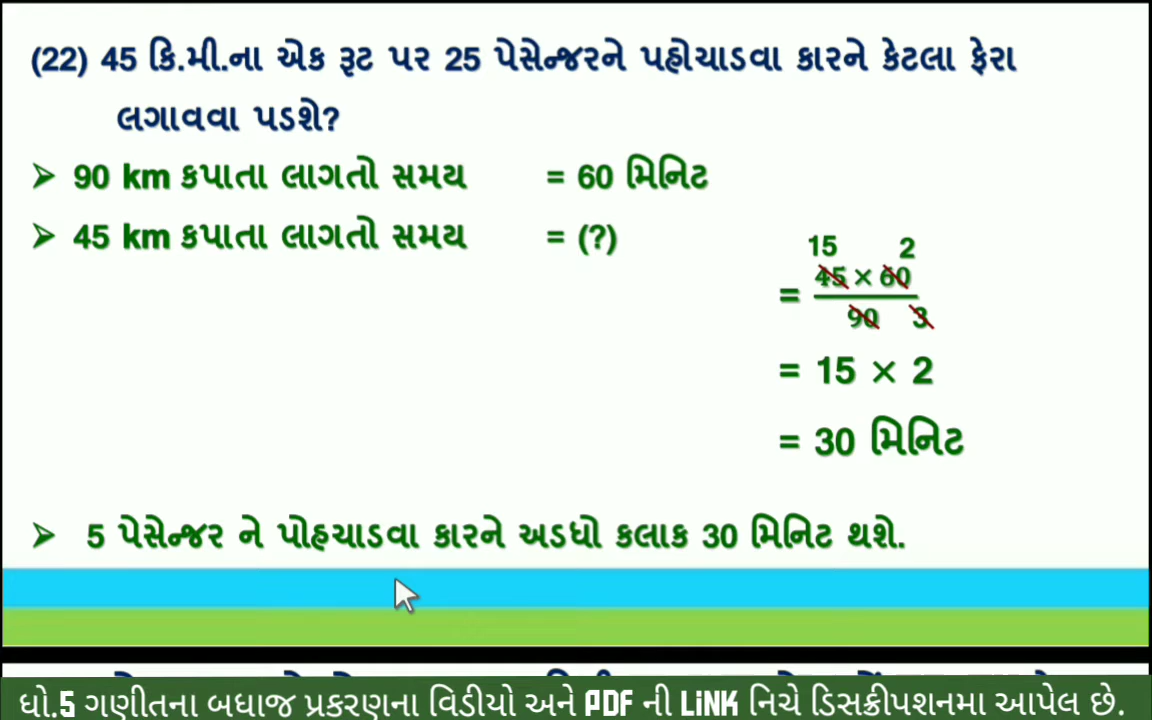 (22) 45 કિ.મી.ના એક રૂટ પર 25 પેસેન્જરને પહોચાડવા કારને કેટલા ફેરા
લગાવવા પડશે?
➢ 90 km કપાતા લાગતો સમય = 60 મિનિટ
➢ 45 km કપાતા લાગતો સમય = (?)
15 2
= 45 × 60
90 3
= 15 × 2
= 30 મિનિટ
➢ 5 પેસેન્જર ને પોહચાડવા કારને અડધો કલાક 30 મિનિટ થશે.
ધો.5 ગણીતના બધાજ પ્રકરણના વિડીયો અને PDF ની LiNK નિચે ડિસક્રીપશનમા આપેલ છે.